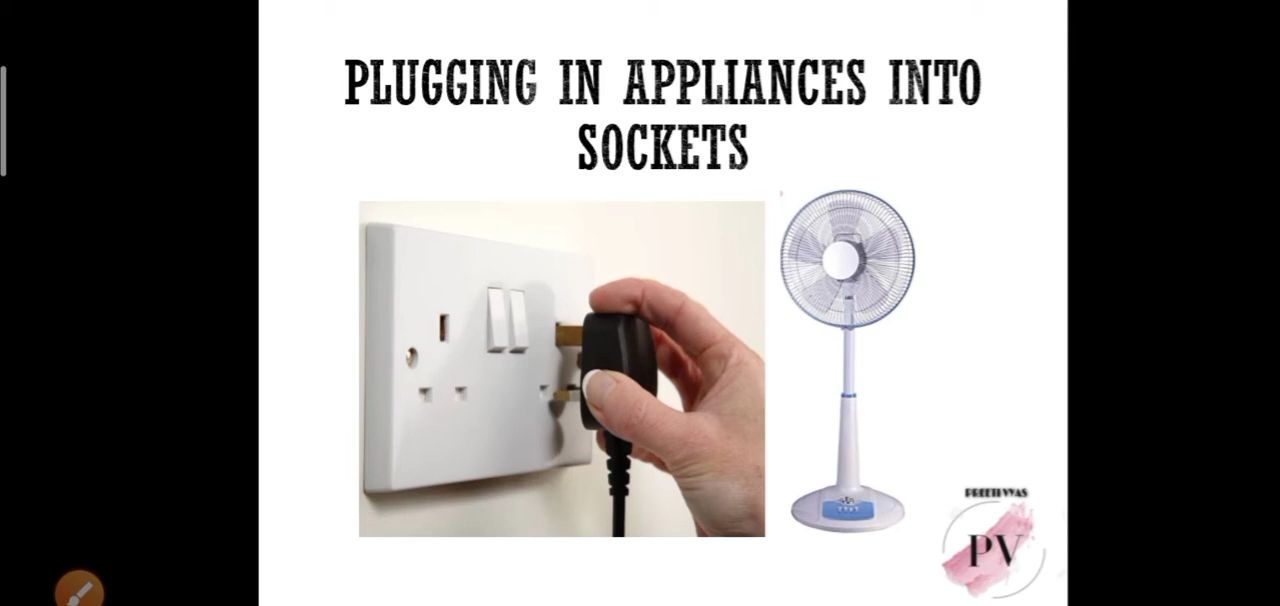 PLUGGING IN APPLIANCES INTO
SOCKETS
PREETI VYAS
PV